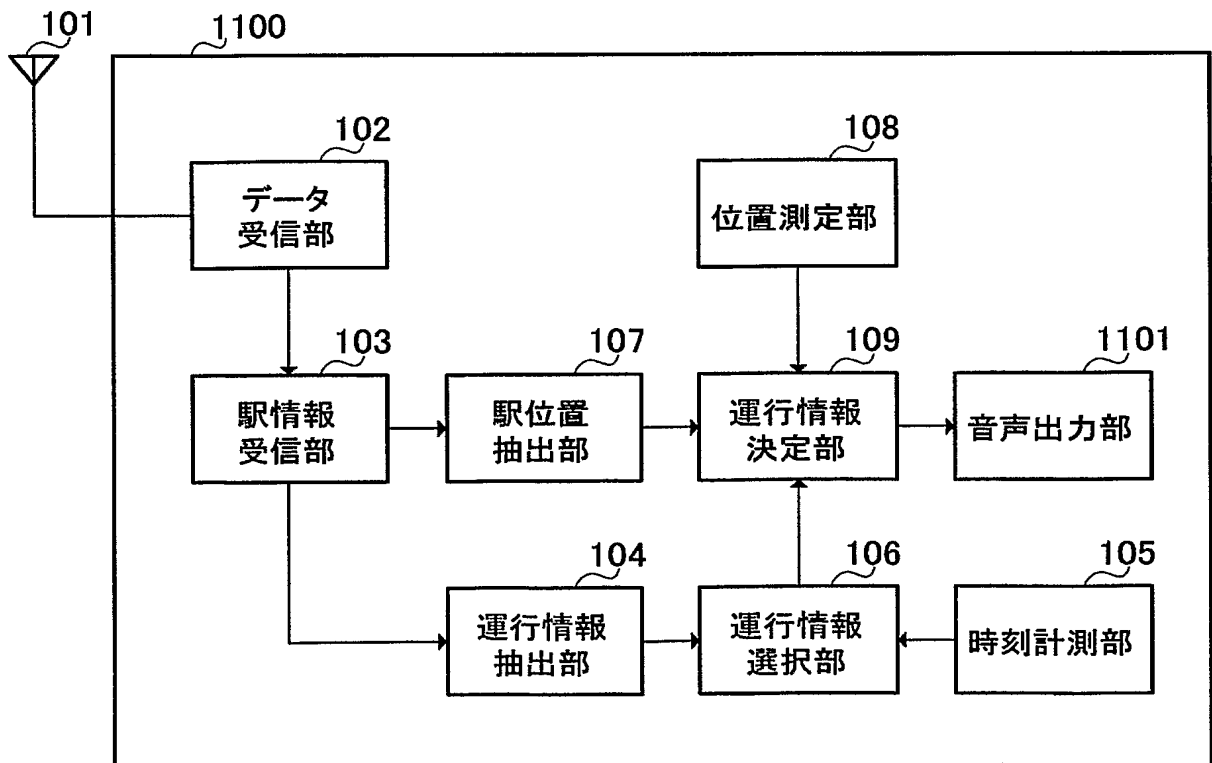 101
1100
102
データ
受信部
108
位置測定部
103
駅情報
受信部
107
駅位置
抽出部
109
運行情報
決定部
1101
音声出力部
104
運行情報
抽出部
106
運行情報
選択部
105
時刻計測部